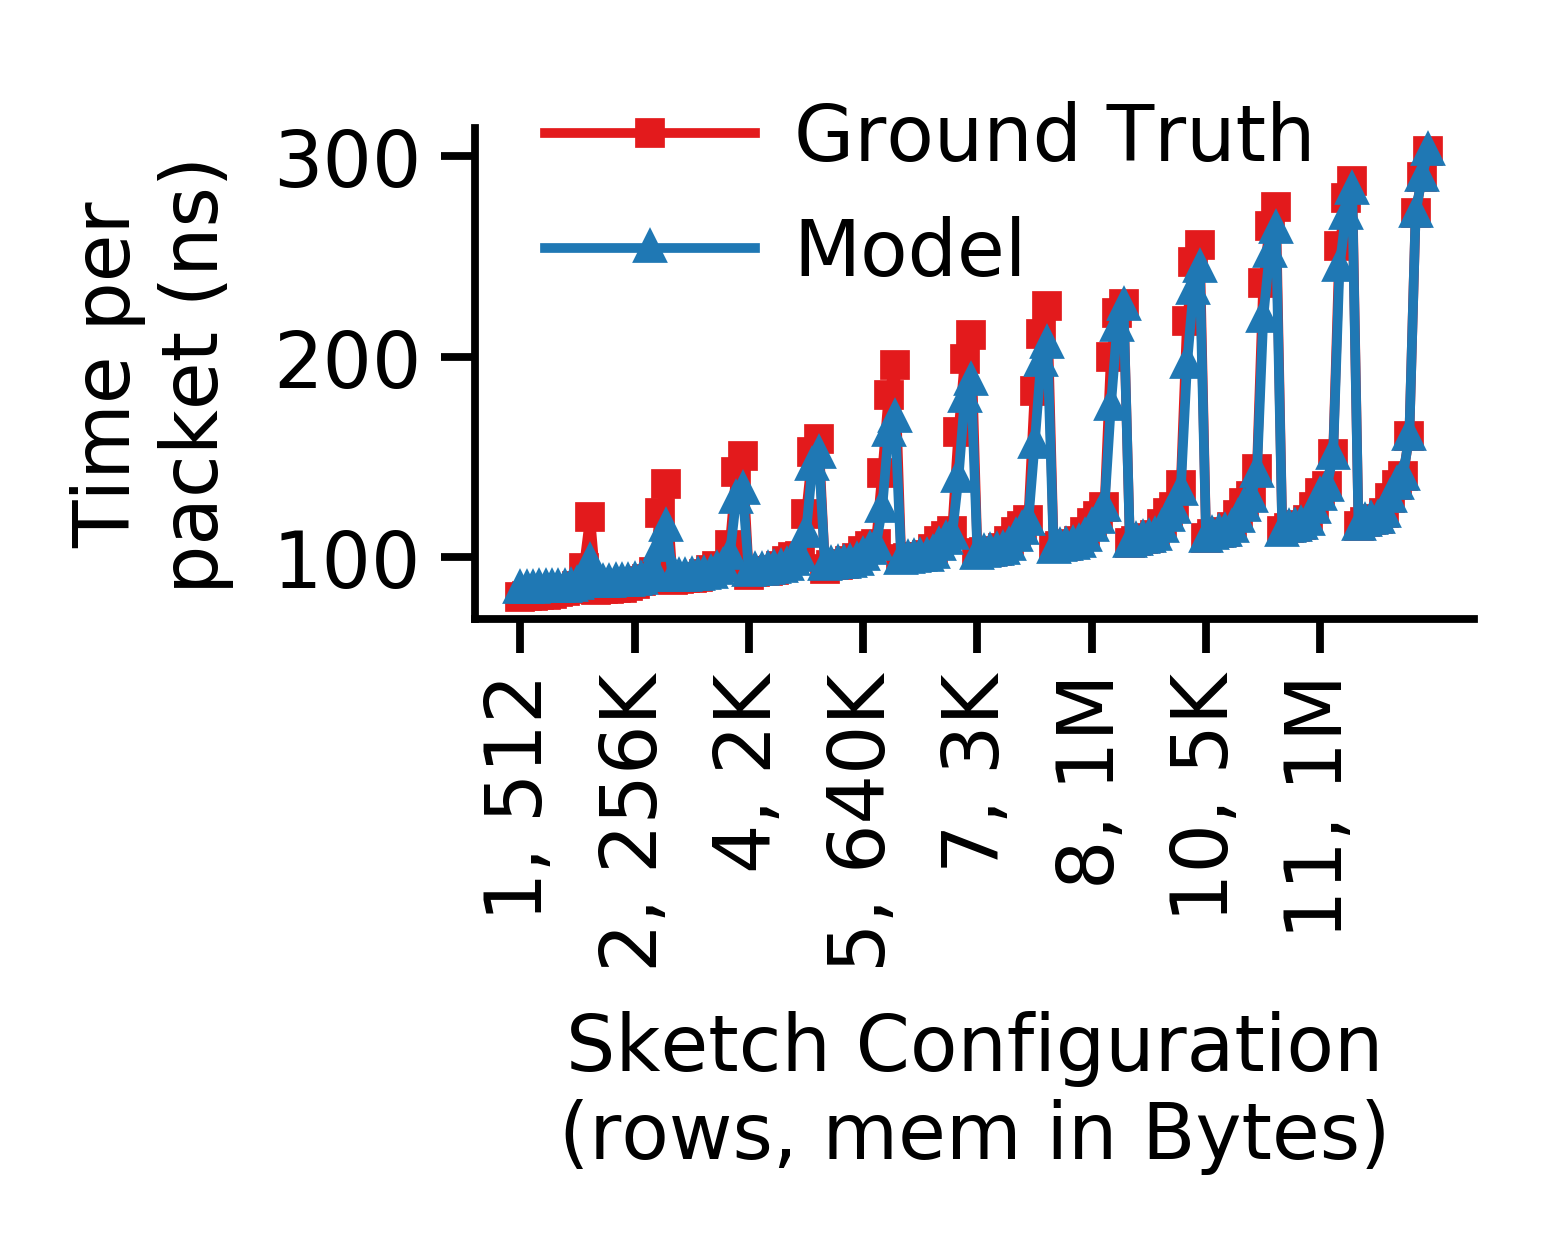 Time per
packet (ns)
300
200
100
Ground Truth
Model
1, 512
2, 256K
4, 2K
5, 640K
7, 3K
8, 1M
10, 5K
11, 1M
Sketch Configuration
(rows, mem in Bytes)